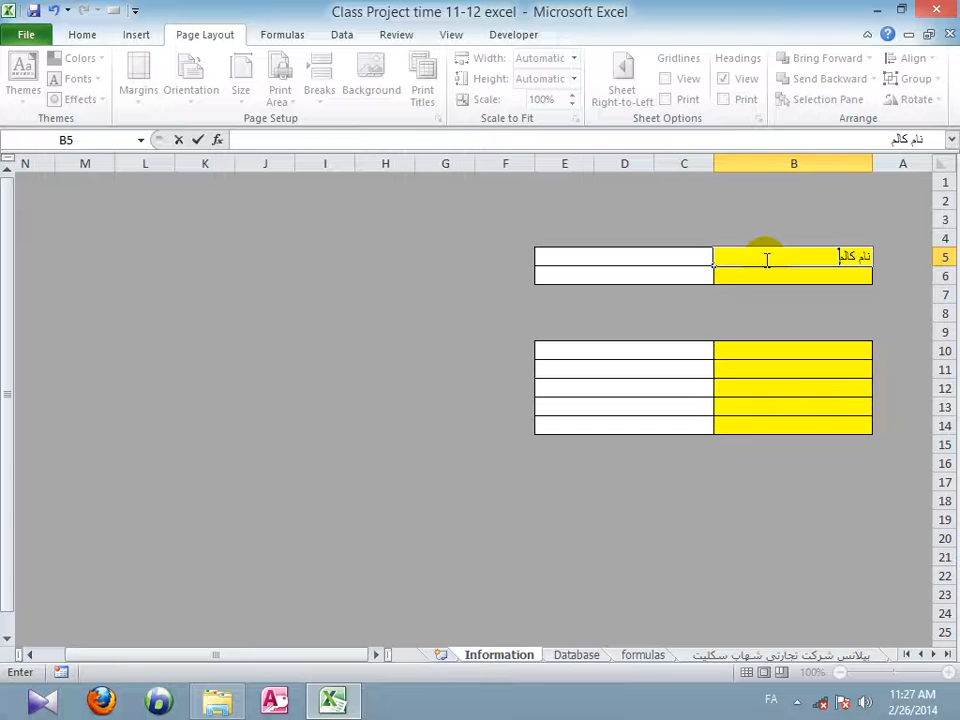 Class Project time 11-12 excel - Microsoft Excel
File Home Insert Page Layout Formulas Data Review View Developer
Themes
Colors
Fonts
Effects
Themes
Margins
Orientation
Size
Print Area
Breaks
Background
Print Titles
Page Setup
Width: Automatic
Height: Automatic
Scale: 100%
Scale to Fit
Sheet Right-to-Left
Gridlines
View
Print
Headings
View
Print
Sheet Options
Bring Forward
Send Backward
Selection Pane
Align
Group
Rotate
Arrange
B5
fx
نام کالم
N M L K J I H G F E D C B A
1
2
3
4
نام کالم
5
6
7
8
9
10
11
12
13
14
15
16
17
18
19
20
21
22
23
24
25
Information Database formulas بیلانس شرکت تجارتی شهاب سکلیت
Enter
100%
FA
11:27 AM
2/26/2014